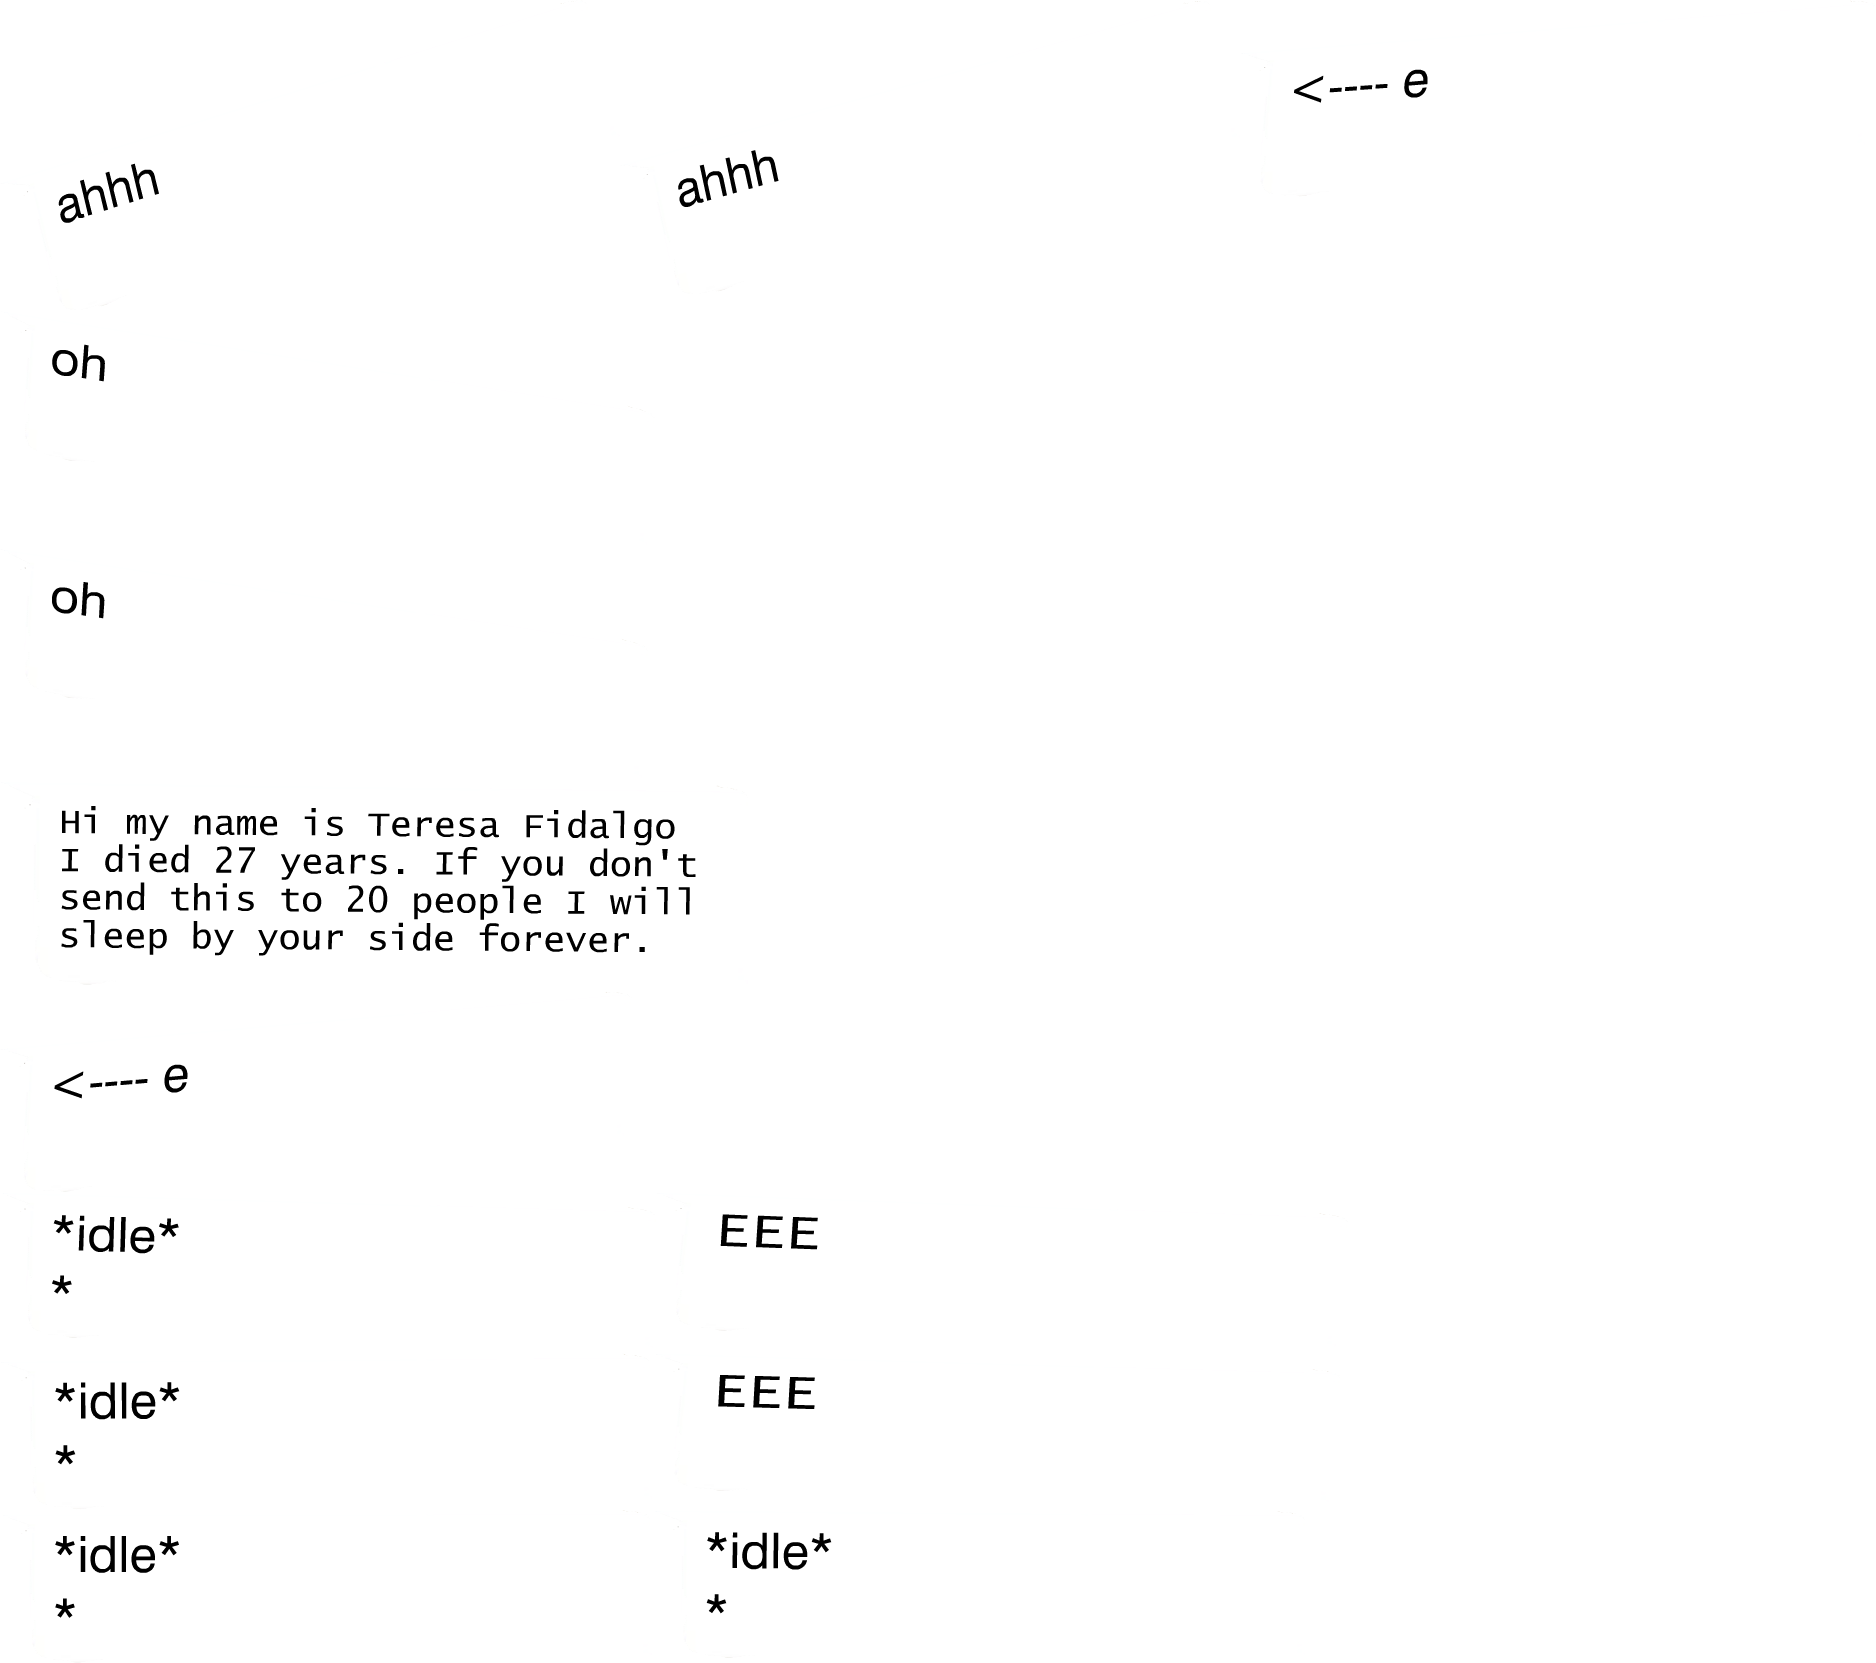 <---- e
ahhh
ahhh
oh
oh
Hi my name is Teresa Fidalgo
I died 27 years. If you don't
send this to 20 people I will
sleep by your side forever.
<---- e
*idle*
*
EEE
*idle*
*
EEE
*idle*
*
*idle*
*